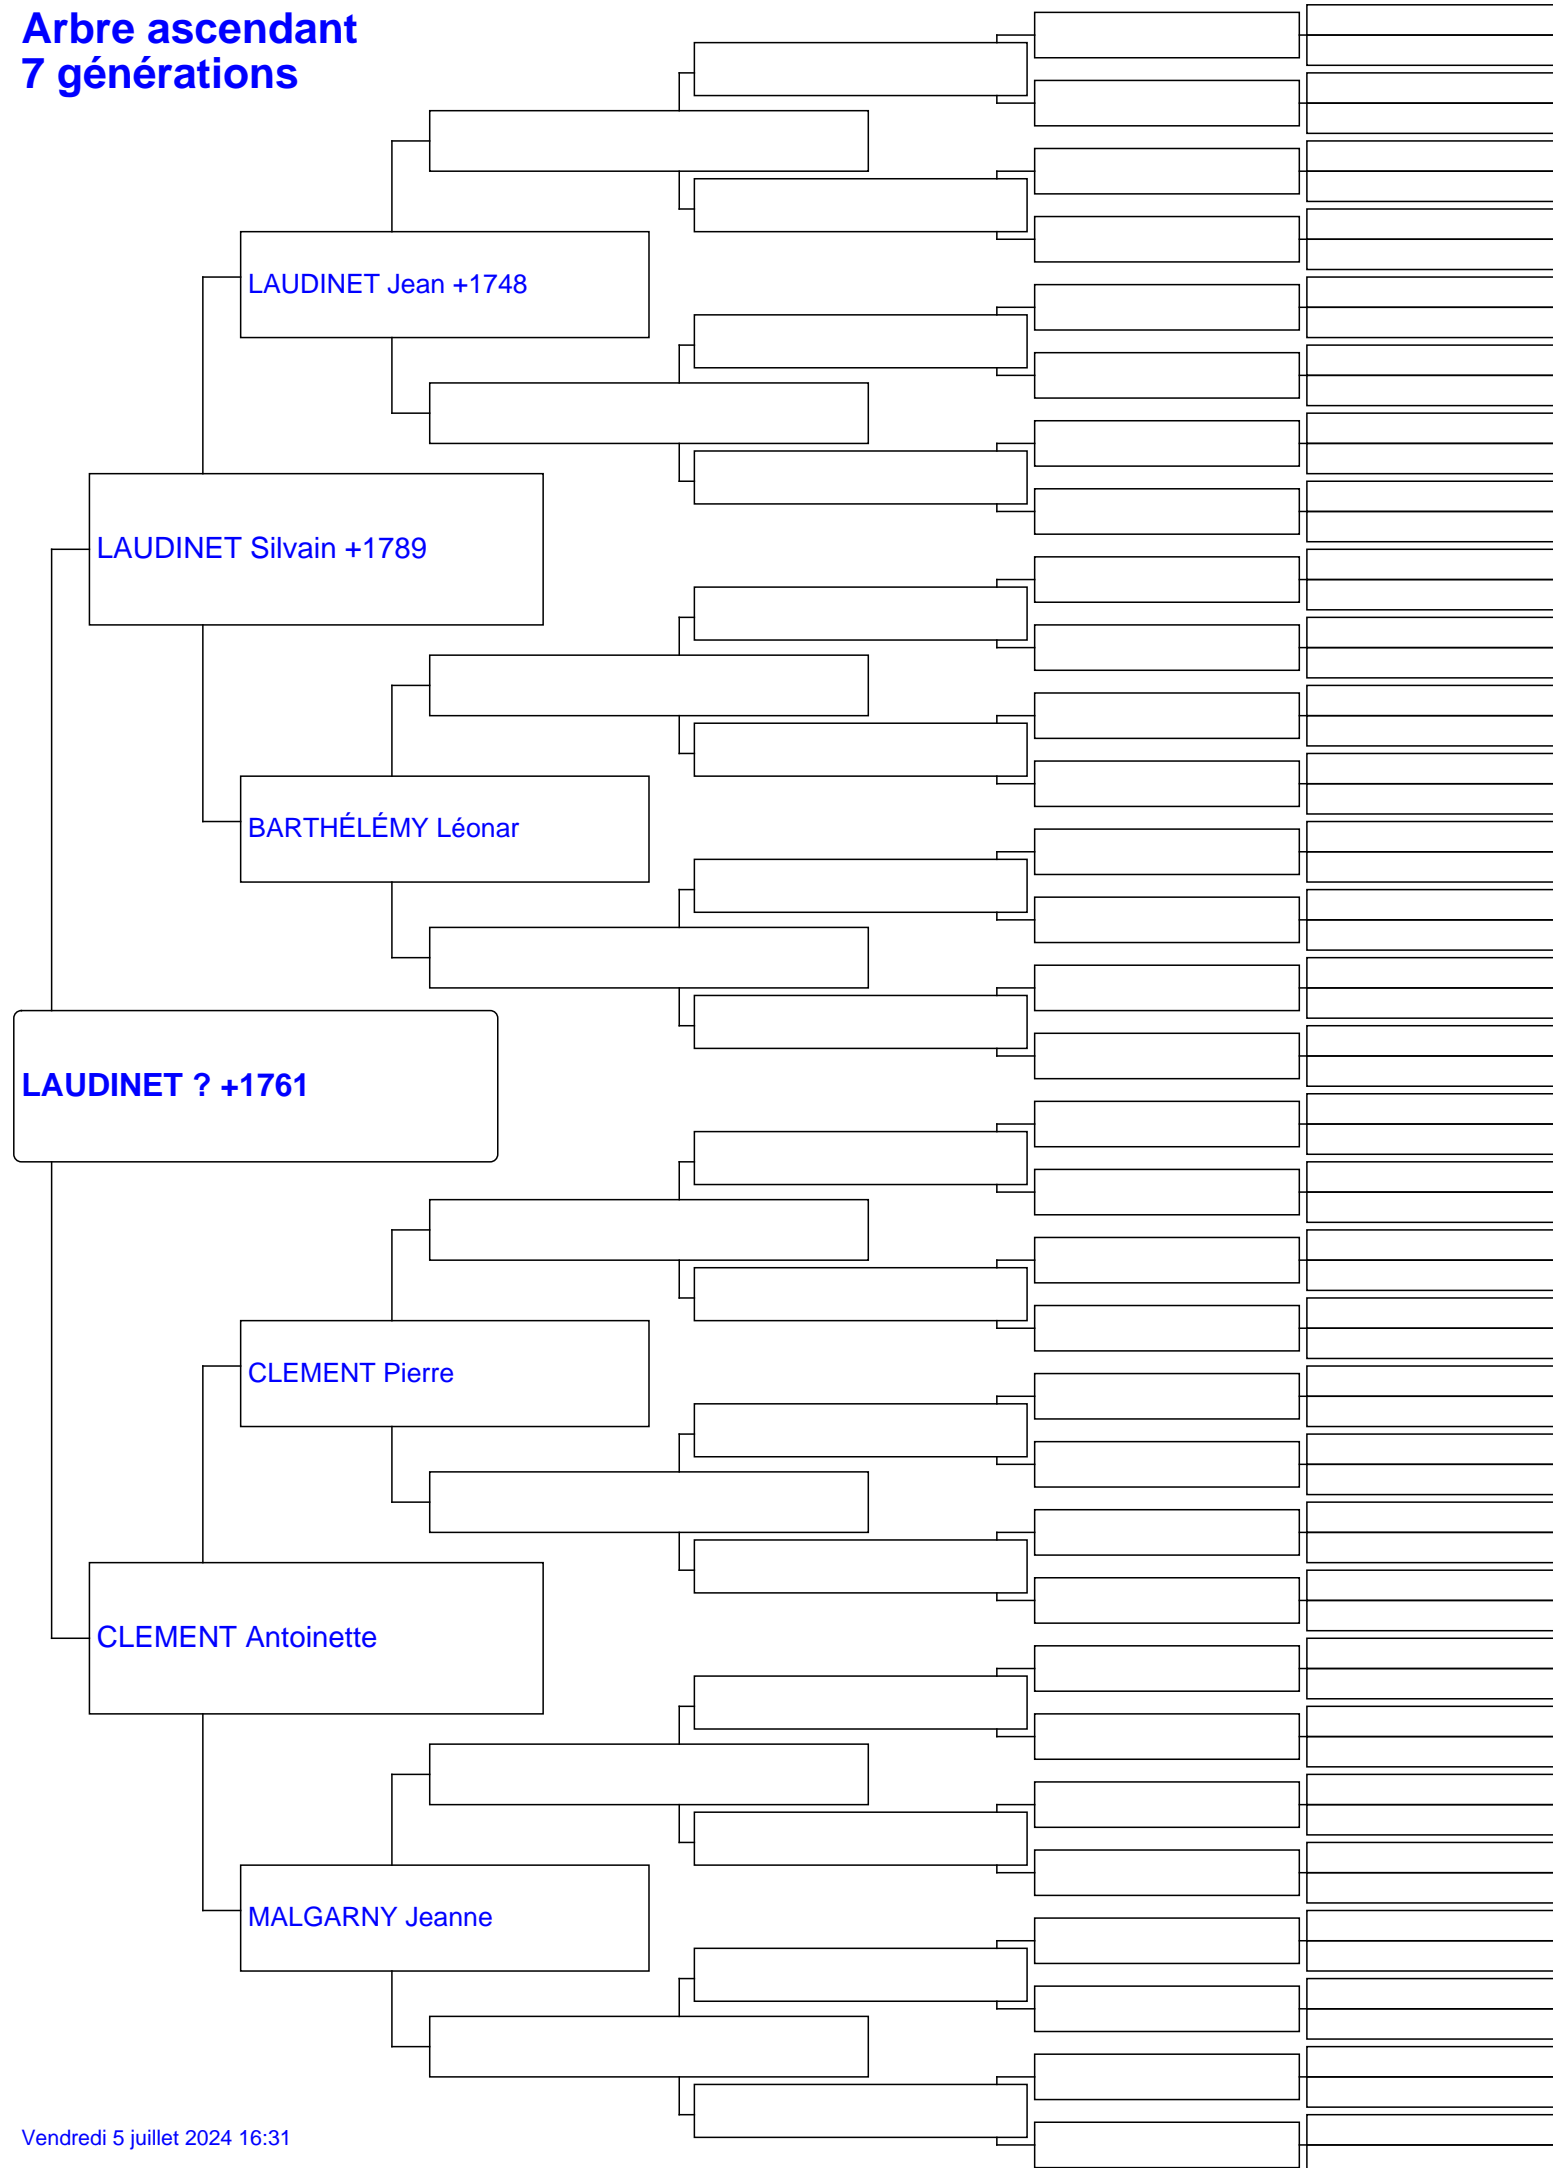 Arbre ascendant
7 générations
LAUDINET Jean +1748
LAUDINET Silvain +1789
BARTHÉLÉMY Léonar
LAUDINET ? +1761
CLEMENT Pierre
CLEMENT Antoinette
MALGARNY Jeanne
Vendredi 5 juillet 2024 16:31